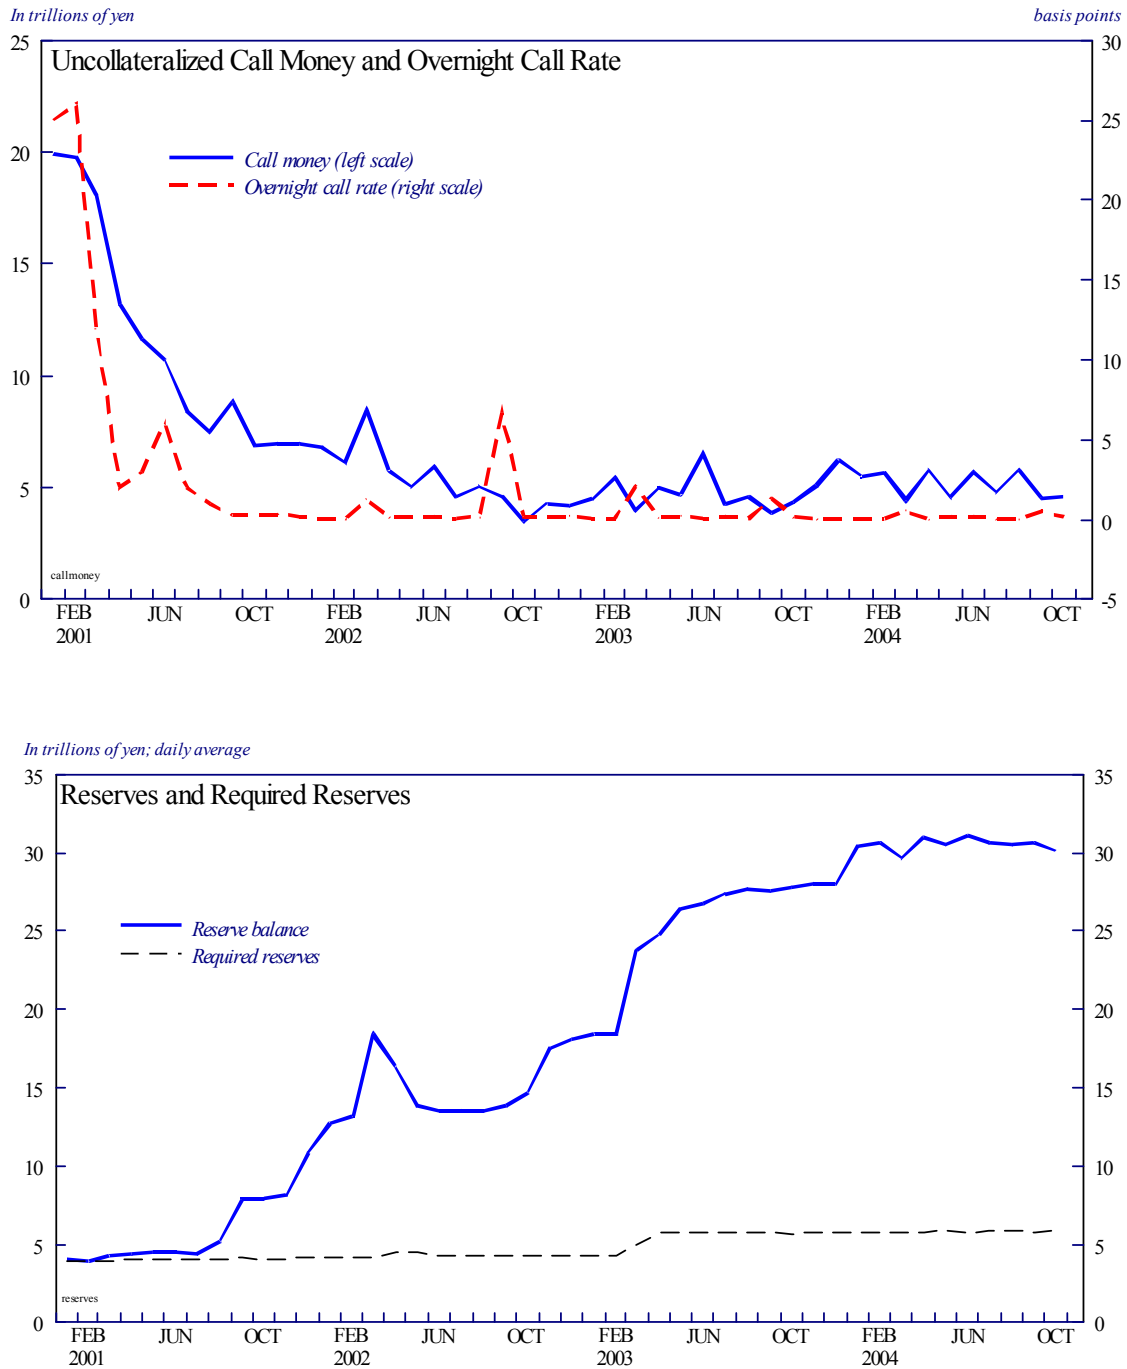 In trillions of yen
basis points
Uncollateralized Call Money and Overnight Call Rate
Call money (left scale)
Overnight call rate (right scale)
25
20
15
10
5
0
30
25
20
15
10
5
0
-5
callmoney
FEB JUN OCT FEB JUN OCT FEB JUN OCT FEB JUN OCT
2001 2002 2003 2004
In trillions of yen; daily average
Reserves and Required Reserves
Reserve balance
Required reserves
35
30
25
20
15
10
5
0
35
30
25
20
15
10
5
0
reserves
FEB JUN OCT FEB JUN OCT FEB JUN OCT FEB JUN OCT
2001 2002 2003 2004